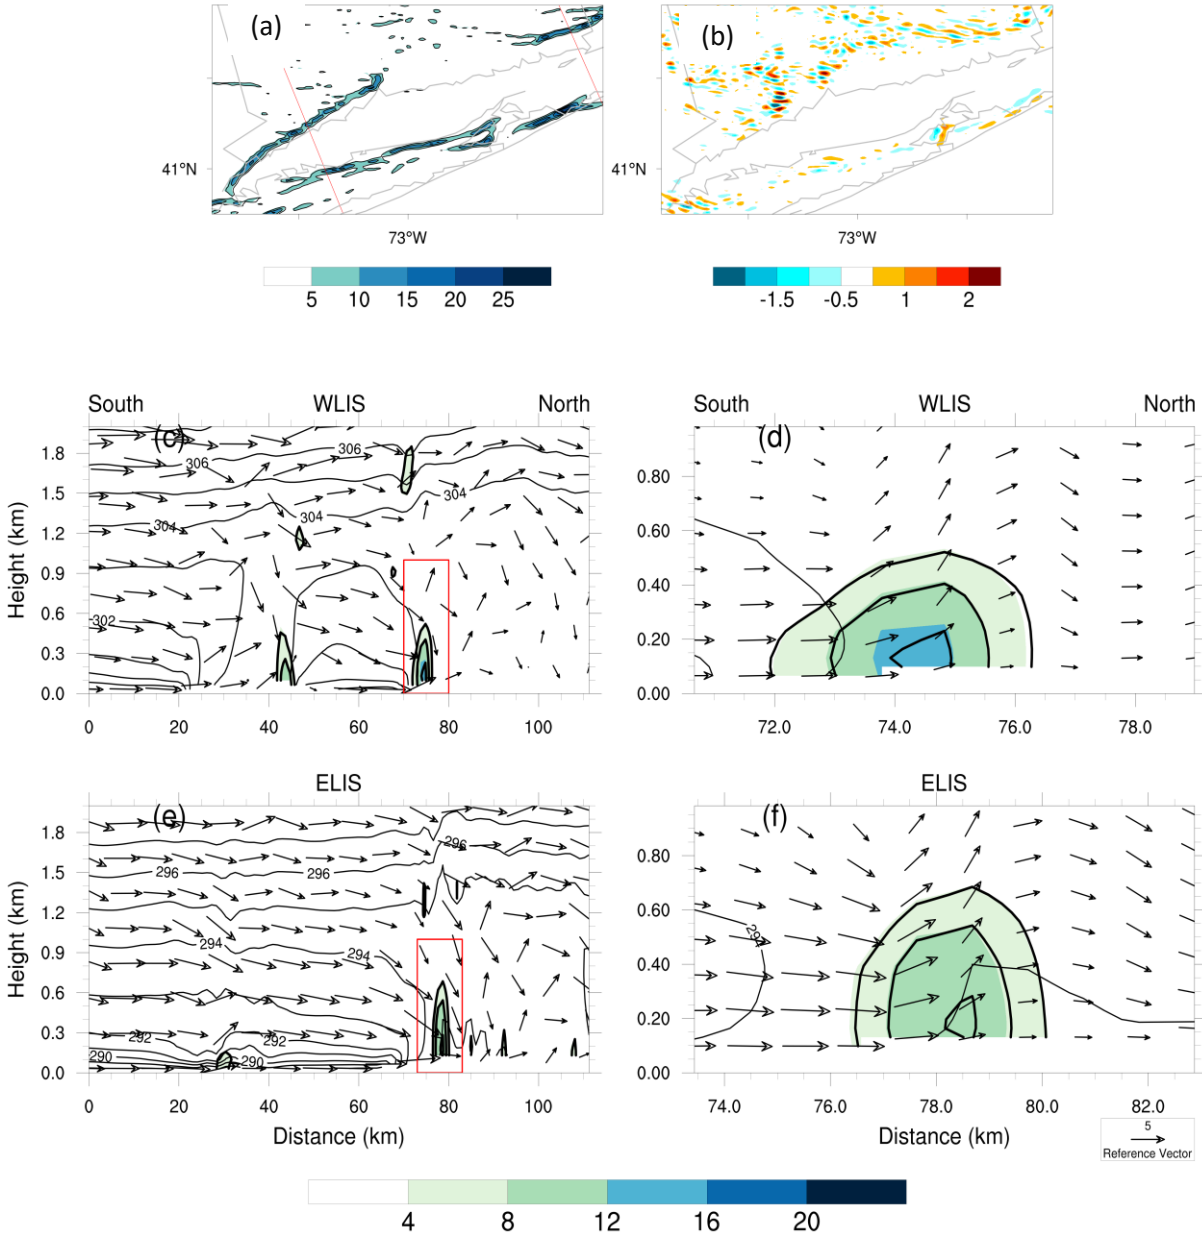 (a)
(b)
41°N
41°N
73°W
73°W
5 10 15 20 25
-1.5 -0.5 1 2
South WLIS North
South WLIS North
(c)
(d)
Height (km)
1.8
1.5
1.2
0.9
0.6
0.3
0.0
306
306
304
304
304
302
0 20 40 60 80 100
0.80
0.60
0.40
0.20
0.00
72.0 74.0 76.0 78.0
ELIS
ELIS
(e)
(f)
Height (km)
1.8
1.5
1.2
0.9
0.6
0.3
0.0
296
296
296
294
294
292
292
290
290
0 20 40 60 80 100
Distance (km)
0.80
0.60
0.40
0.20
0.00
74.0 76.0 78.0 80.0 82.0
Distance (km)
5
Reference Vector
4 8 12 16 20